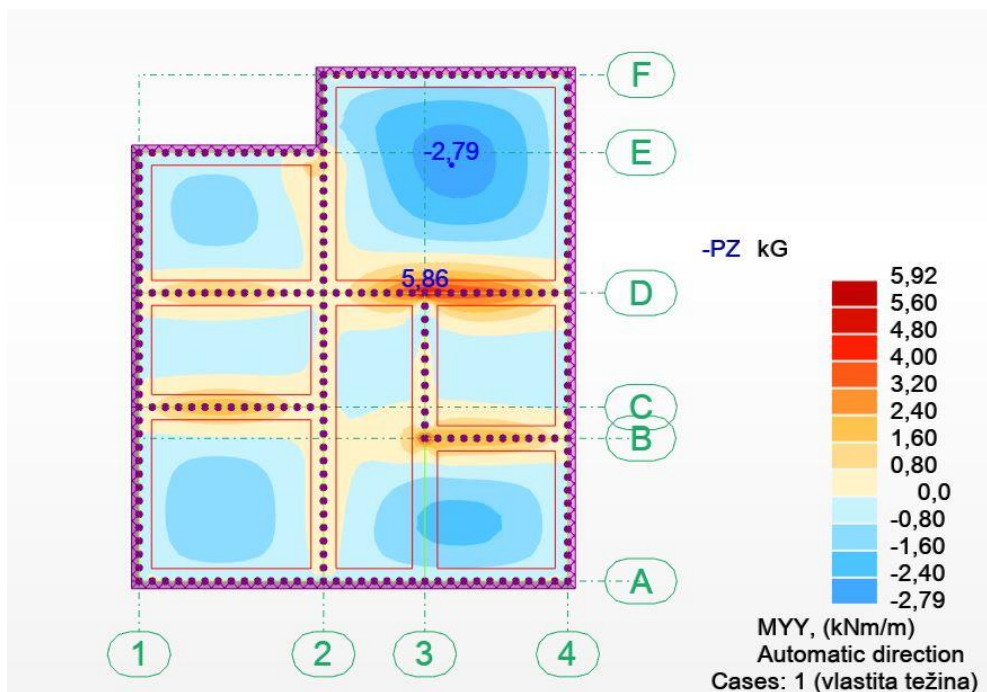 F
E
-2,79
-PZ kG
5,86
D
5,92
5,60
4,80
4,00
3,20
2,40
1,60
0,80
0,0
-0,80
-1,60
-2,40
-2,79
C
B
A
MYY, (kNm/m)
Automatic direction
Cases: 1 (vlastita težina)
1
2
3
4